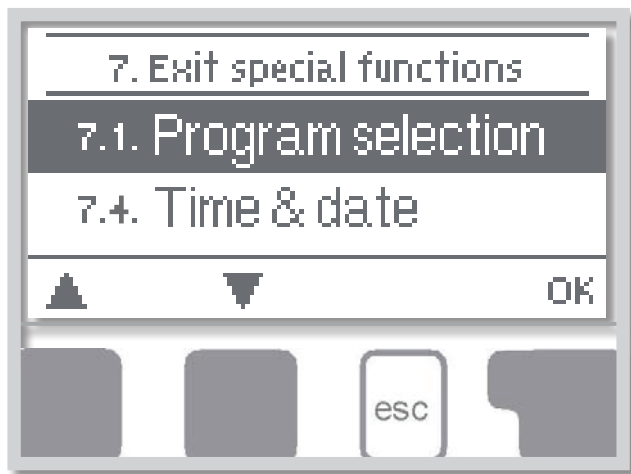 7. Exit special functions
7.1. Program selection
7.4. Time & date
OK
esc